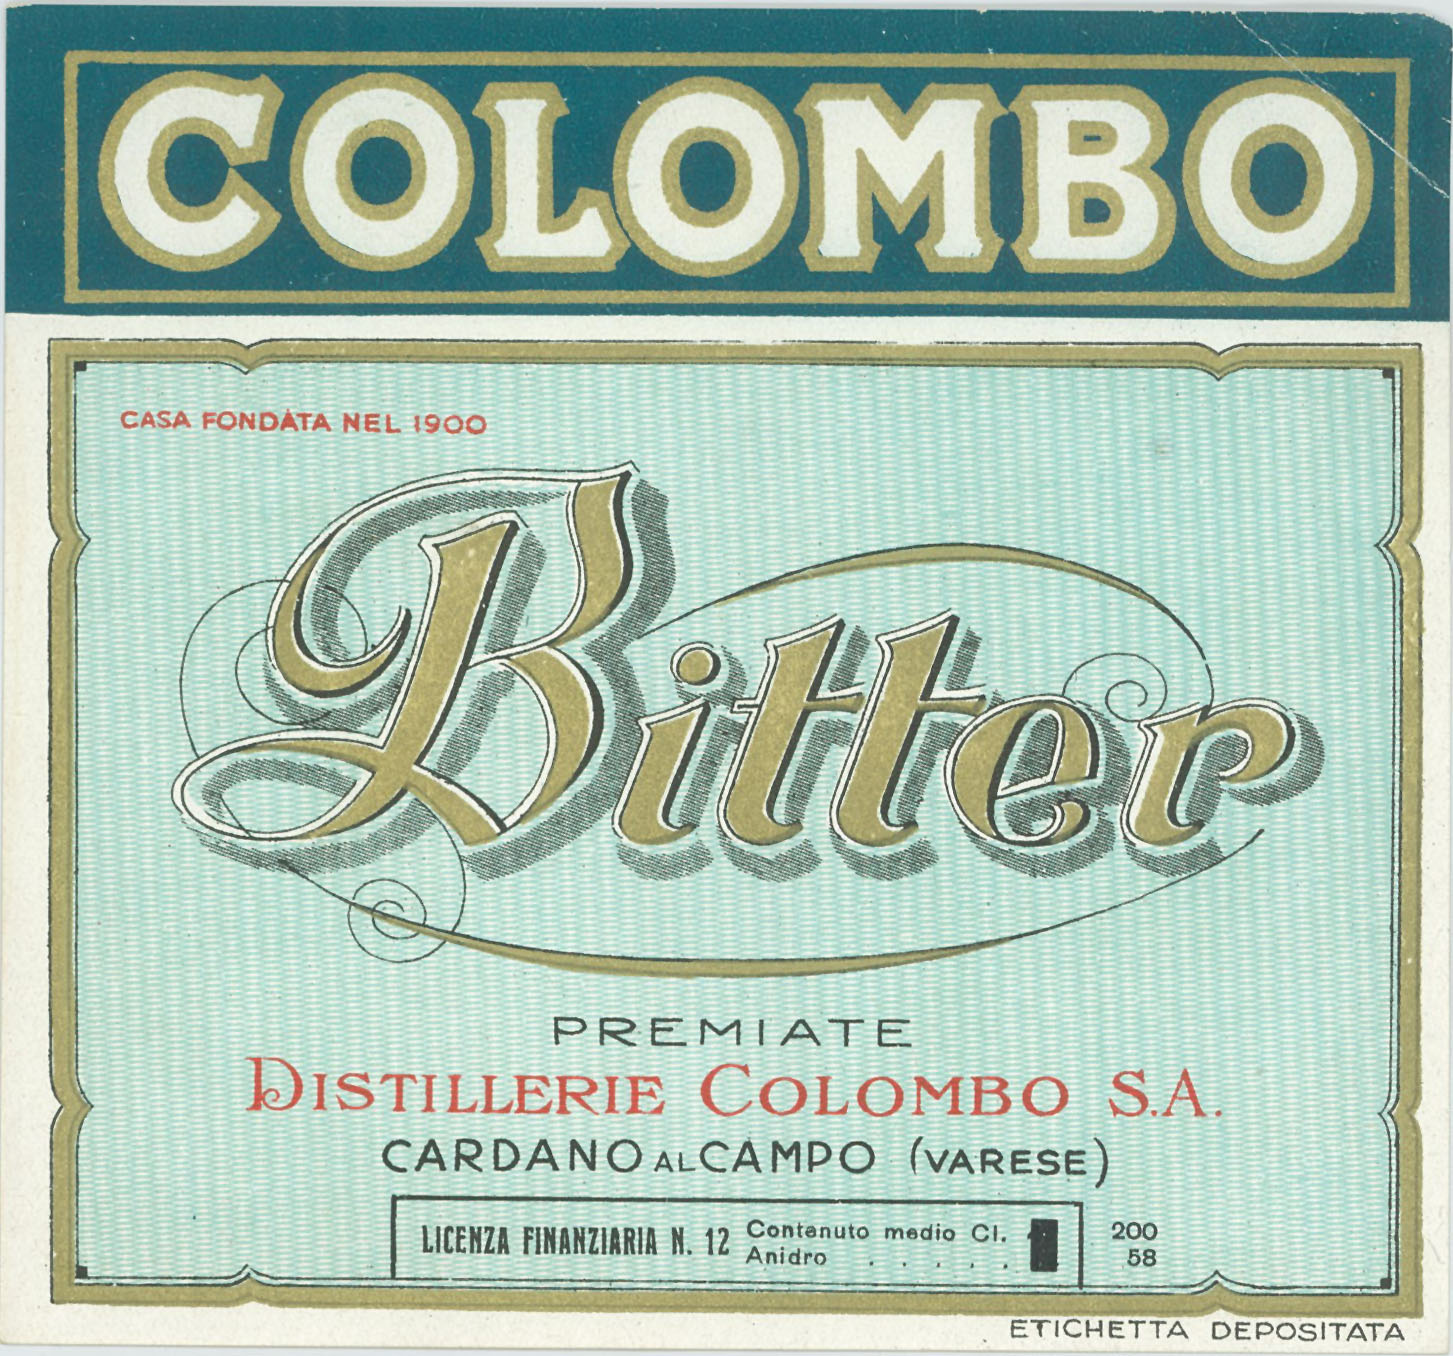 COLOMBO
CASA FONDATA NEL 1900
Bitter
PREMIATE
DISTILLERIE COLOMBO S.A.
CARDANO AL CAMPO (VARESE)
LICENZA FINANZIARIA N. 12 Contenuto medio Cl. 200
Anidro . . . . . 58
ETICHETTA DEPOSITATA